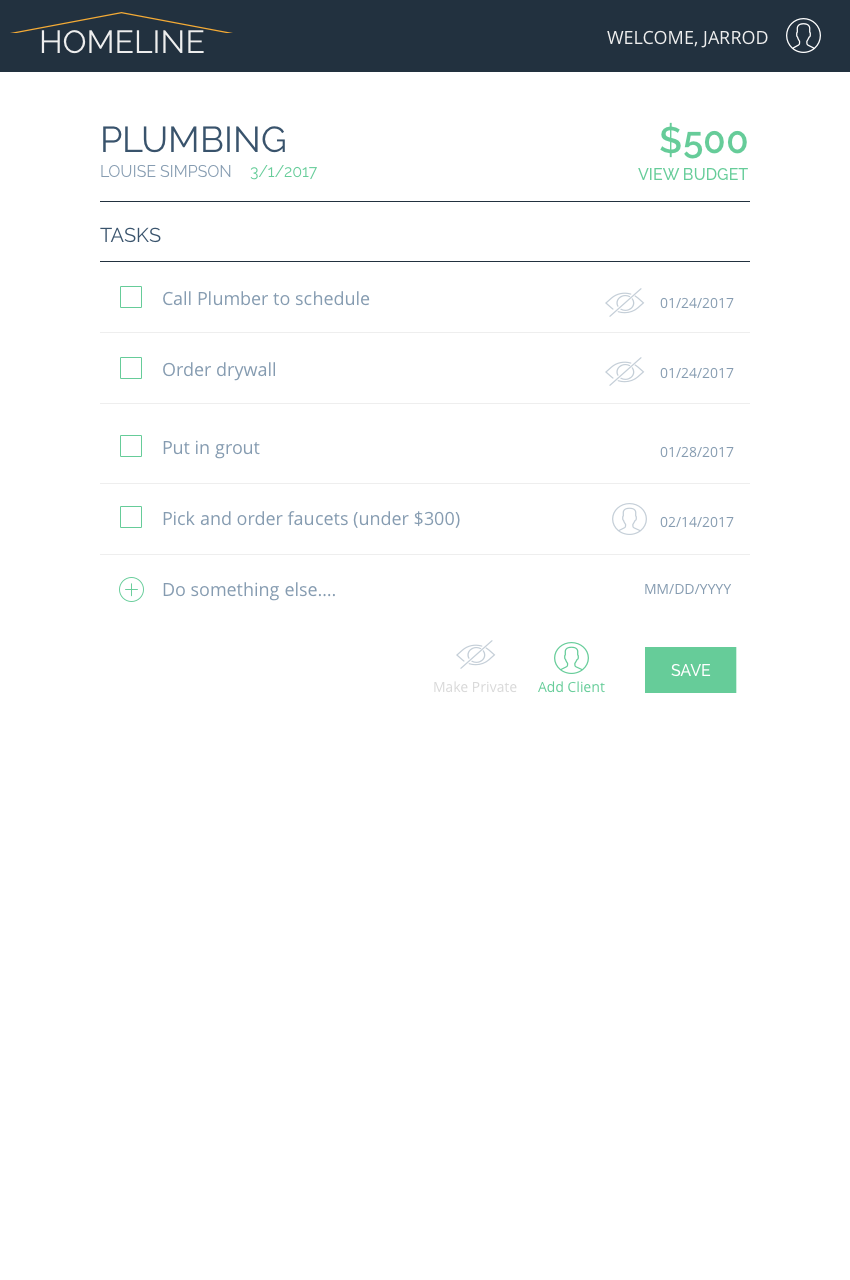 HOMELINE
WELCOME, JARROD
PLUMBING
$500
LOUISE SIMPSON 3/1/2017
VIEW BUDGET
TASKS
Call Plumber to schedule 01/24/2017
Order drywall 01/24/2017
Put in grout 01/28/2017
Pick and order faucets (under $300) 02/14/2017
Do something else.... MM/DD/YYYY
Make Private Add Client SAVE